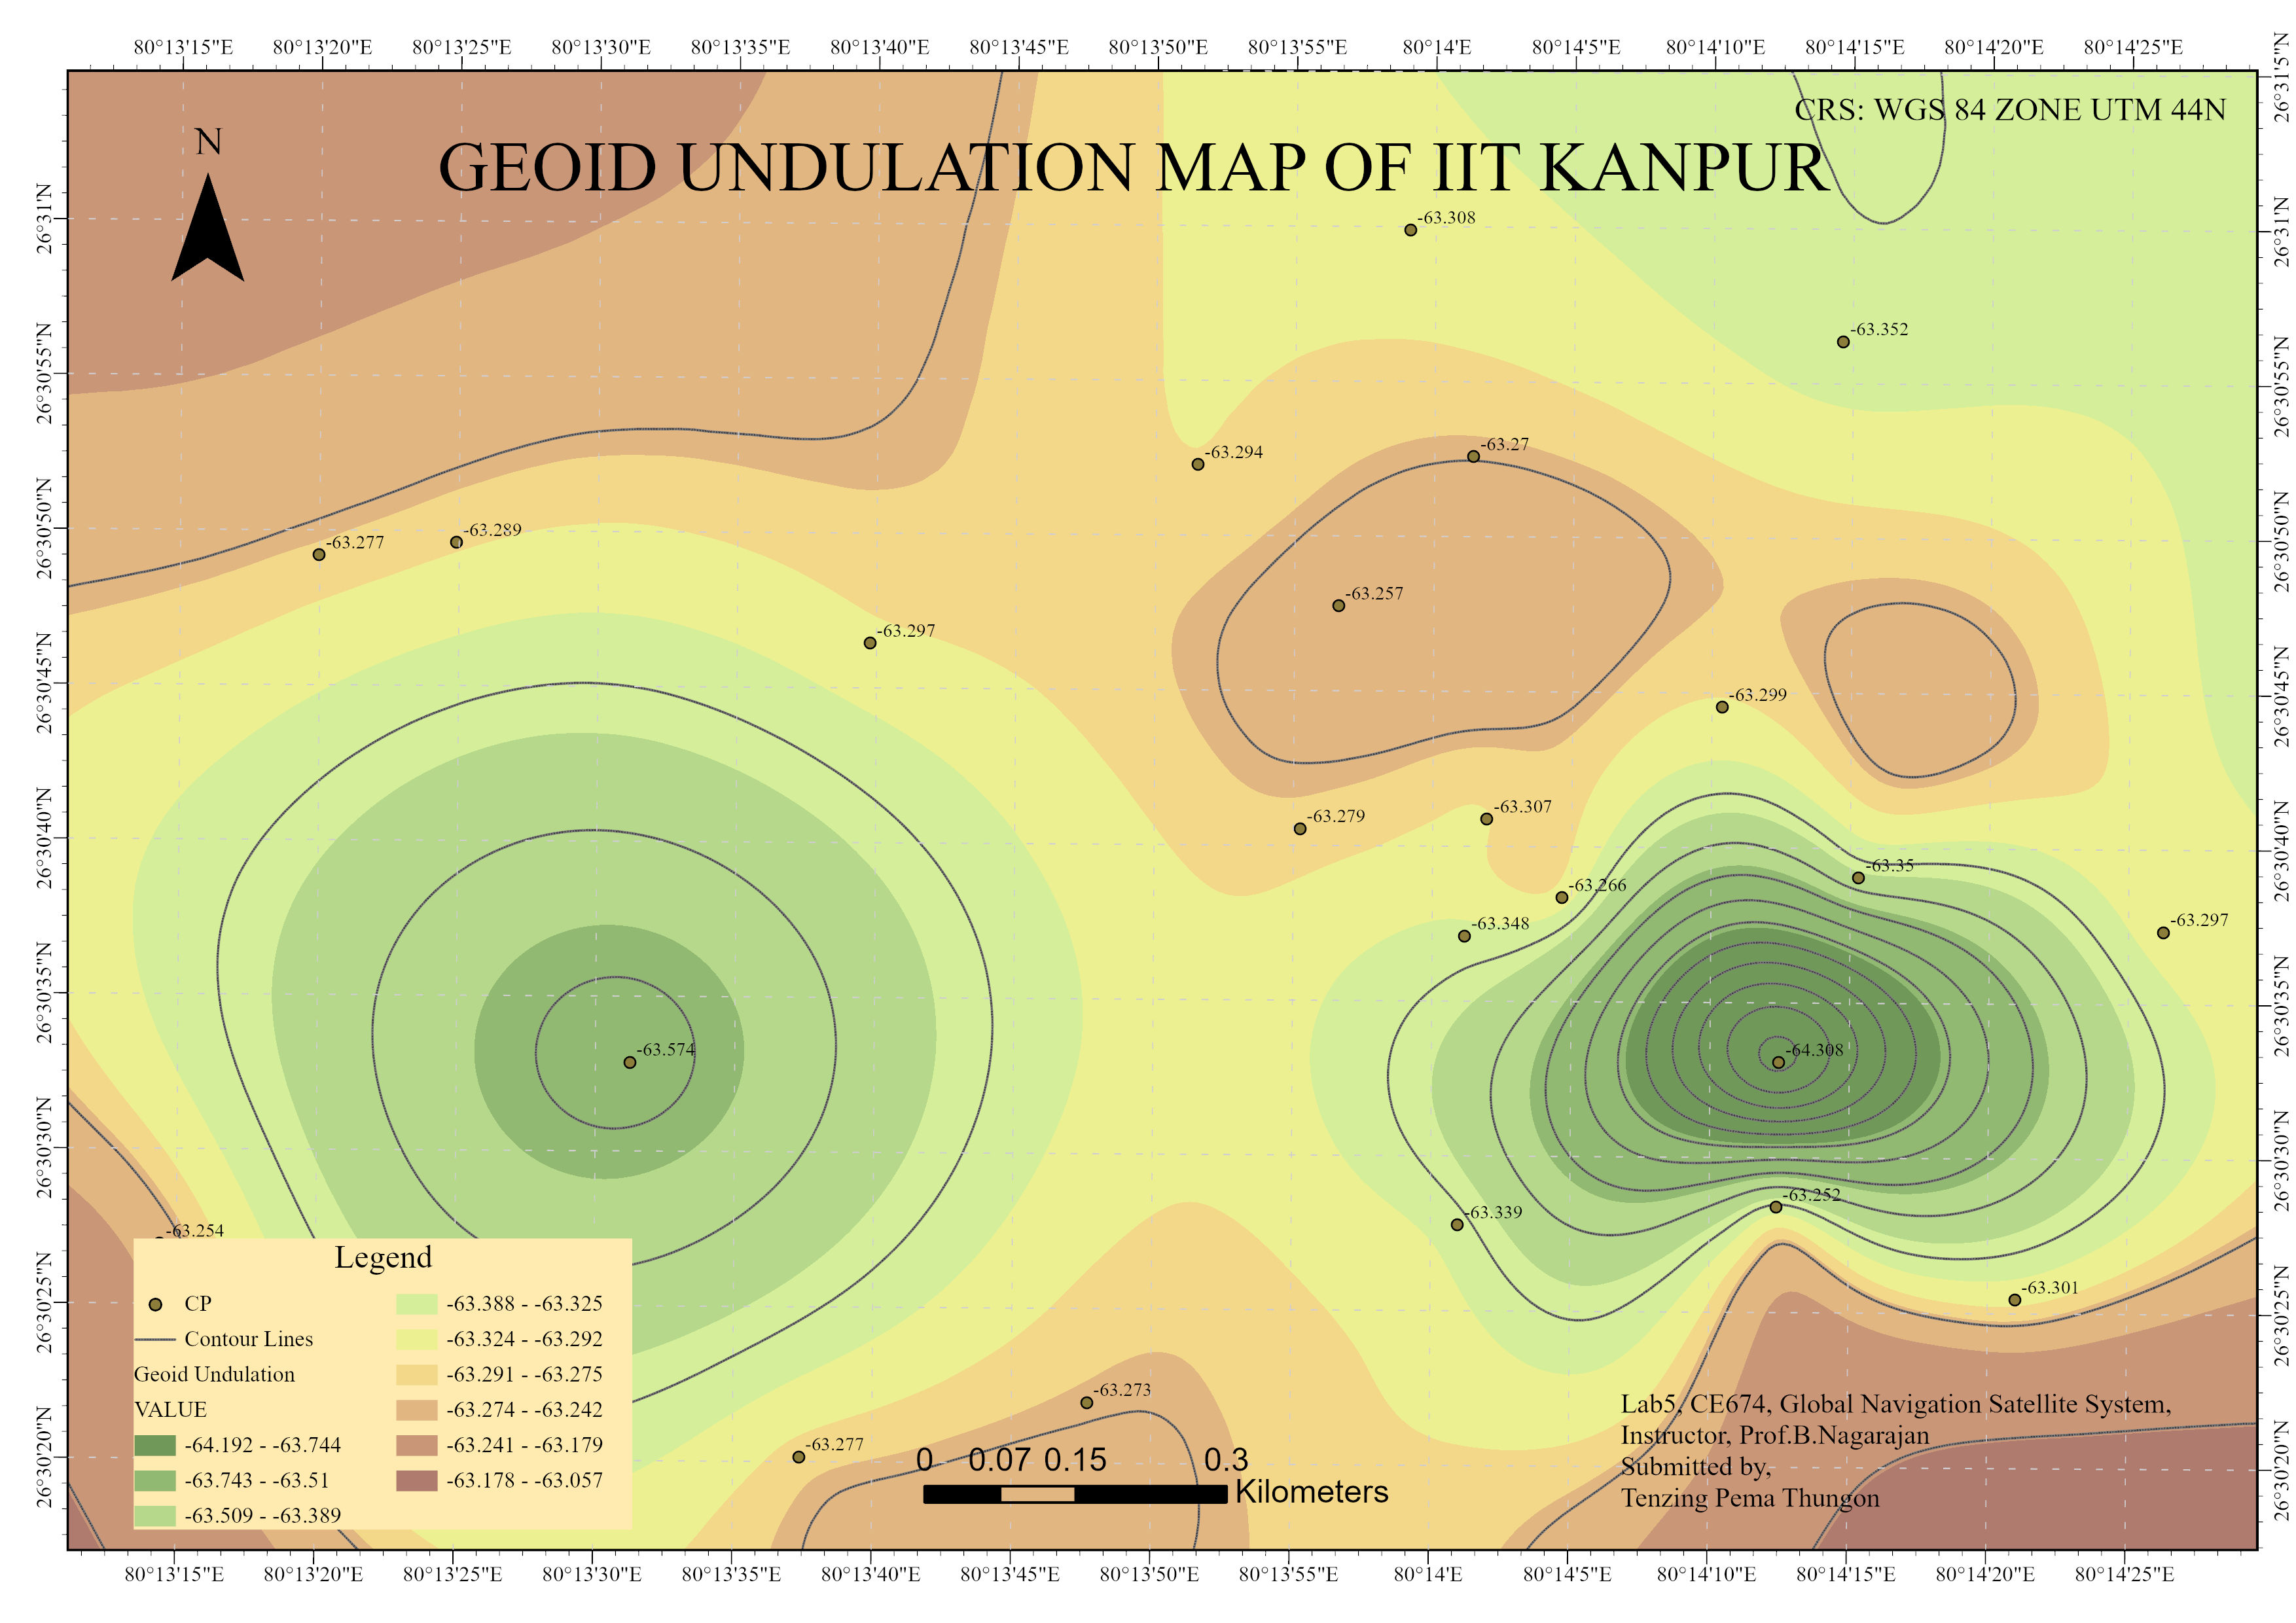 80°13'15"E 80°13'20"E 80°13'25"E 80°13'30"E 80°13'35"E 80°13'40"E 80°13'45"E 80°13'50"E 80°13'55"E 80°14'E 80°14'5"E 80°14'10"E 80°14'15"E 80°14'20"E 80°14'25"E
CRS: WGS 84 ZONE UTM 44N
N
GEOID UNDULATION MAP OF IIT KANPUR
26°31'N
26°30'55"N
26°30'50"N
26°30'45"N
26°30'40"N
26°30'35"N
26°30'30"N
26°30'25"N
26°30'20"N
26°31'5"N
26°31'N
26°30'55"N
26°30'50"N
26°30'45"N
26°30'40"N
26°30'35"N
26°30'30"N
26°30'25"N
26°30'20"N
-63.308
-63.352
-63.294
-63.27
-63.277
-63.289
-63.257
-63.297
-63.299
-63.279
-63.307
-63.35
-63.266
-63.348
-63.297
-63.574
-64.308
-63.252
-63.339
-63.254
-63.301
-63.273
-63.277
Legend
CP
Contour Lines
Geoid Undulation
VALUE
-64.192 - -63.744
-63.743 - -63.51
-63.509 - -63.389
-63.388 - -63.325
-63.324 - -63.292
-63.291 - -63.275
-63.274 - -63.242
-63.241 - -63.179
-63.178 - -63.057
0 0.07 0.15 0.3
Kilometers
Lab5, CE674, Global Navigation Satellite System,
Instructor, Prof.B.Nagarajan
Submitted by,
Tenzing Pema Thungon
80°13'15"E 80°13'20"E 80°13'25"E 80°13'30"E 80°13'35"E 80°13'40"E 80°13'45"E 80°13'50"E 80°13'55"E 80°14'E 80°14'5"E 80°14'10"E 80°14'15"E 80°14'20"E 80°14'25"E